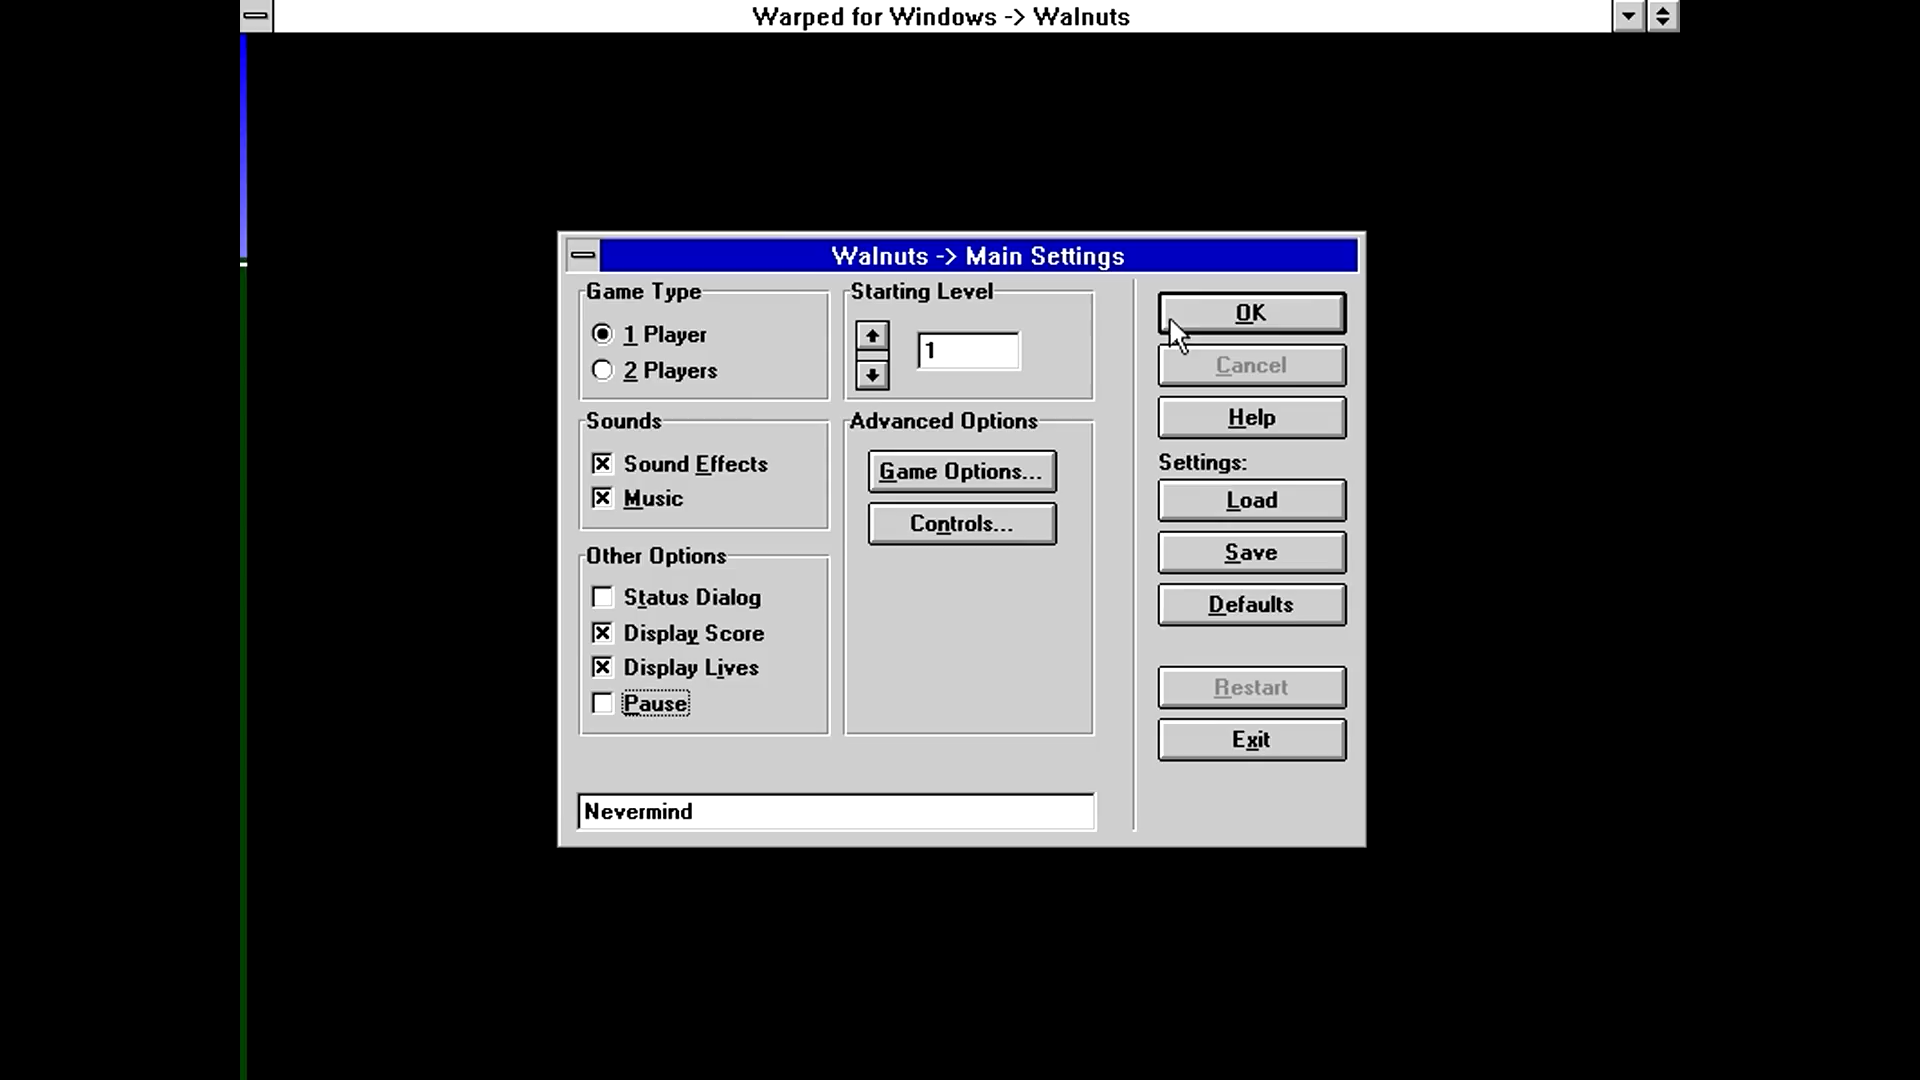 Warped for Windows -> Walnuts
Walnuts -> Main Settings
Game Type
1 Player
2 Players
Starting Level
1
Sounds
Sound Effects
Music
Advanced Options
Game Options...
Controls...
Other Options
Status Dialog
Display Score
Display Lives
Pause
Nevermind
OK
Cancel
Help
Settings:
Load
Save
Defaults
Restart
Exit